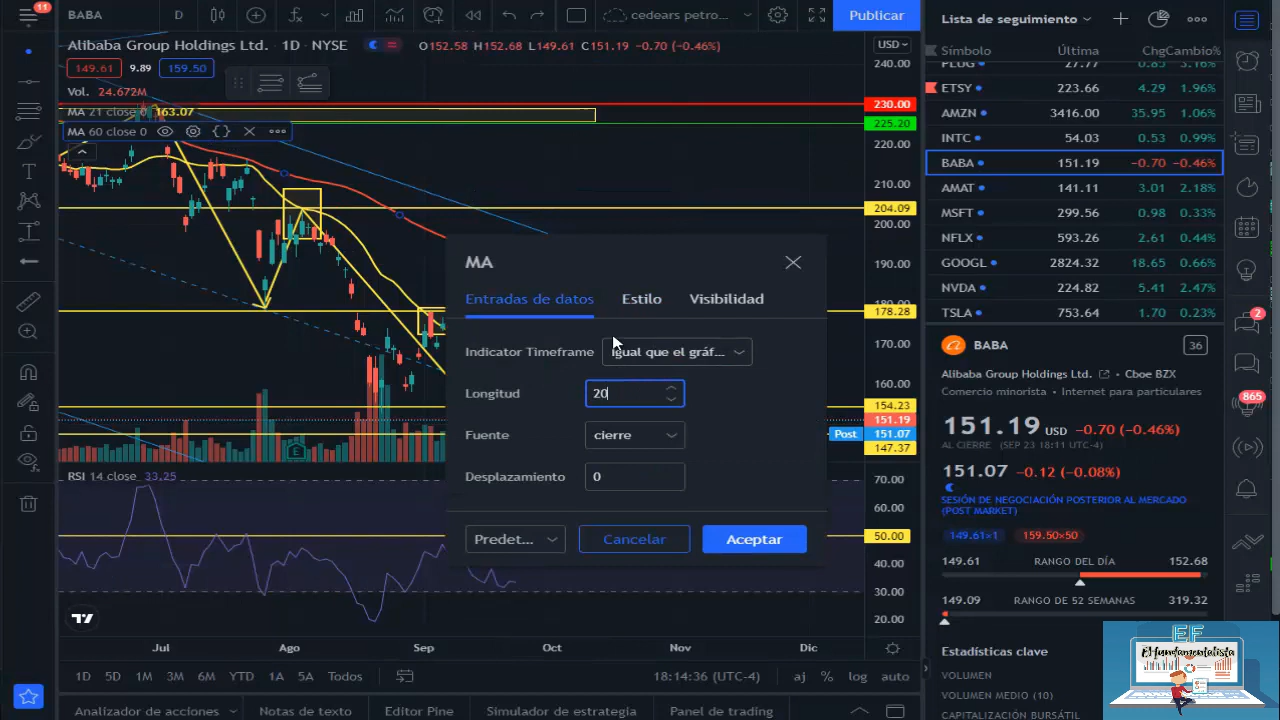 11
BABA
D
cedears petro...
Publicar
Lista de seguimiento
Alibaba Group Holdings Ltd. · 1D · NYSE
O152.58 H152.68 L149.61 C151.19 −0.70 (−0.46%)
USD
149.61 9.89 159.50
Vol. 24.672M
MA 21 close 0 163.07
MA 60 close 0
240.00
230.00
225.20
220.00
210.00
204.09
200.00
190.00
180.00
178.28
170.00
160.00
154.23
151.19
Post 151.07
147.37
Símbolo Última Chg Cambio%
PLUG 27.77 0.85 3.16%
ETSY 223.66 4.29 1.96%
AMZN 3416.00 35.95 1.06%
INTC 54.03 0.53 0.99%
BABA 151.19 −0.70 −0.46%
AMAT 141.11 3.01 2.18%
MSFT 299.56 0.98 0.33%
NFLX 593.26 2.61 0.44%
GOOGL 2824.32 18.65 0.66%
NVDA 224.82 5.41 2.47%
TSLA 753.64 1.70 0.23%
MA
Entradas de datos Estilo Visibilidad
Indicator Timeframe Igual que el gráf...
Longitud 20
Fuente cierre
Desplazamiento 0
Predet... Cancelar Aceptar
E
RSI 14 close 33.25
70.00
60.00
50.00
40.00
30.00
20.00
Jul Ago Sep Oct Nov Dic
1D 5D 1M 3M 6M YTD 1A 5A Todos
18:14:36 (UTC-4) % log auto
Analizador de acciones Notas de texto Editor Pine Simulador de estrategia Panel de trading
BABA 36
Alibaba Group Holdings Ltd. · Cboe BZX
Comercio minorista · Internet para particulares
151.19 USD −0.70 (−0.46%)
AL CIERRE (SEP 23 18:11 UTC-4)
151.07 −0.12 (−0.08%)
SESIÓN DE NEGOCIACIÓN POSTERIOR AL MERCADO
(POST MARKET)
149.61×1 159.50×50
149.61 RANGO DEL DÍA 152.68
149.09 RANGO DE 52 SEMANAS 319.32
Estadísticas clave
VOLUMEN
VOLUMEN MEDIO (10)
CAPITALIZACIÓN BURSÁTIL
2
865
EF
El Fundamentalista